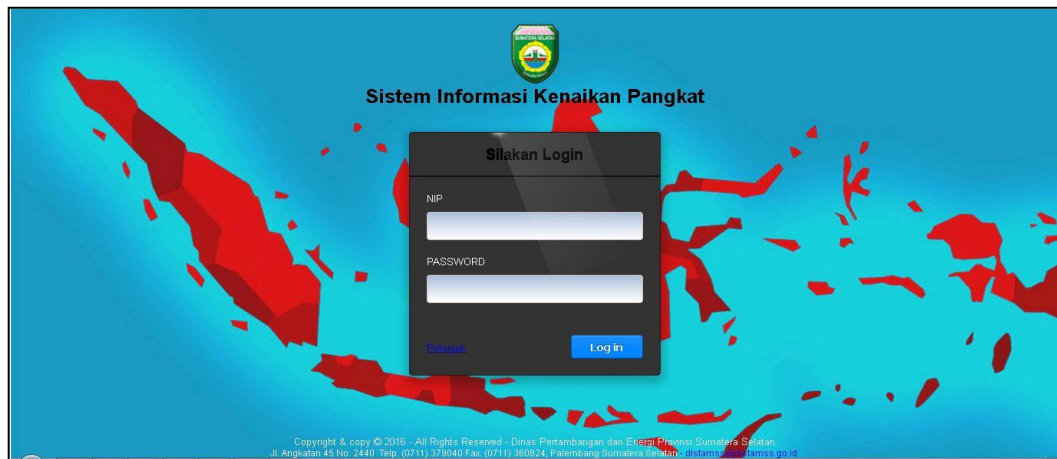 SUMATERA SELATAN
Sistem Informasi Kenaikan Pangkat
Silakan Login
NIP
PASSWORD
Petunjuk
Log in
Copyright & copy © 2016 - All Rights Reserved - Dinas Pertambangan dan Energi Provinsi Sumatera Selatan
Jl. Angkatan 45 No. 2440 Telp. (0711) 379040 Fax. (0711) 360824, Palembang Sumatera Selatan -